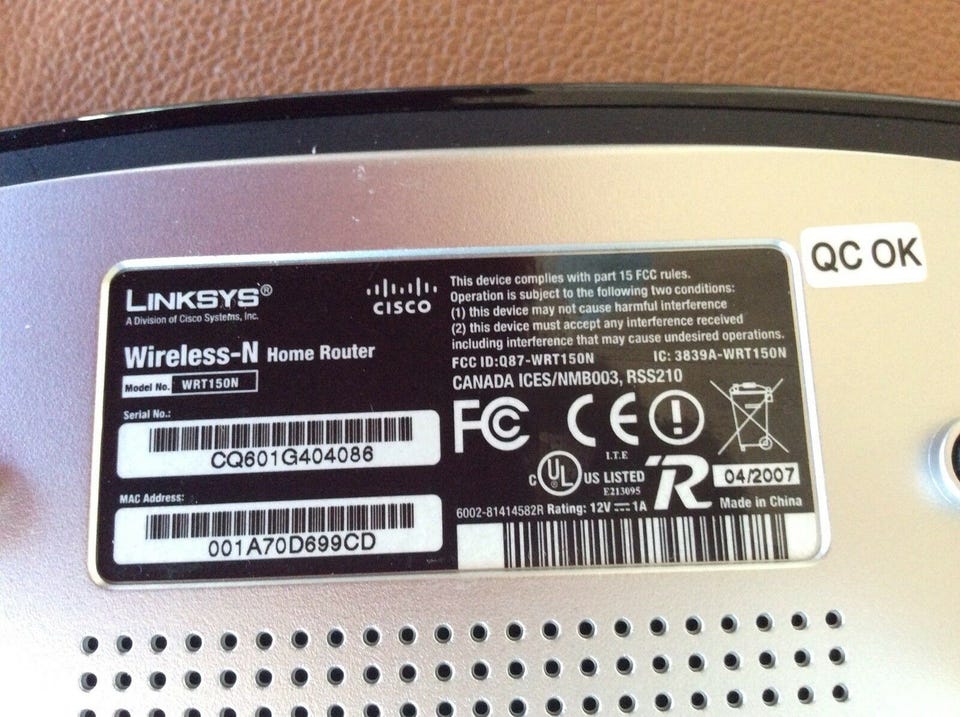 QC OK
LINKSYS®
A Division of Cisco Systems, Inc.
CISCO
Wireless-N Home Router
Model No. WRT150N
Serial No.:
CQ601G404086
MAC Address:
001A70D699CD
This device complies with part 15 FCC rules.
Operation is subject to the following two conditions:
(1) this device may not cause harmful interference
(2) this device must accept any interference received
including interference that may cause undesired operations.
FCC ID:Q87-WRT150N IC: 3839A-WRT150N
CANADA ICES/NMB003, RSS210
FC CE
I.T.E
C UL US LISTED
E213095
R
04/2007
6002-81414582R Rating: 12V⎓1A Made in China